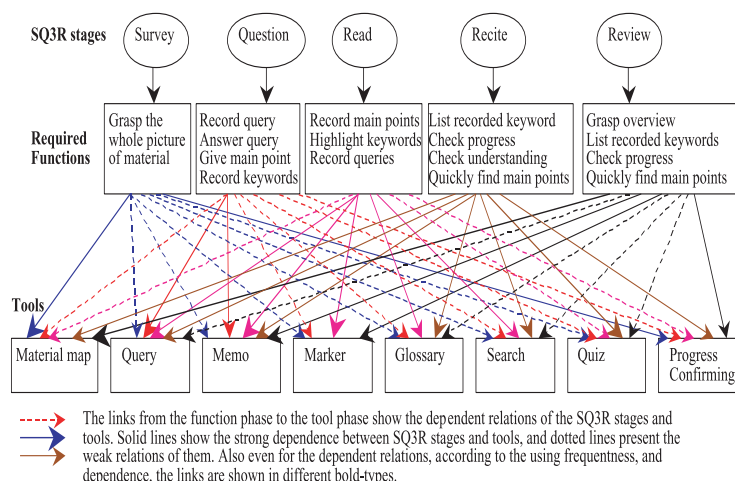 SQ3R stages
Survey
Question
Read
Recite
Review
Required
Functions
Grasp the
whole picture
of material
Record query
Answer query
Give main point
Record keywords
Record main points
Highlight keywords
Record queries
List recorded keyword
Check progress
Check understanding
Quickly find main points
Grasp overview
List recorded keywords
Check progress
Quickly find main points
Tools
Material map
Query
Memo
Marker
Glossary
Search
Quiz
Progress
Confirming
The links from the function phase to the tool phase show the dependent relations of the SQ3R stages and
tools. Solid lines show the strong dependence between SQ3R stages and tools, and dotted lines present the
weak relations of them. Also even for the dependent relations, according to the using frequentness, and
dependence, the links are shown in different bold-types.